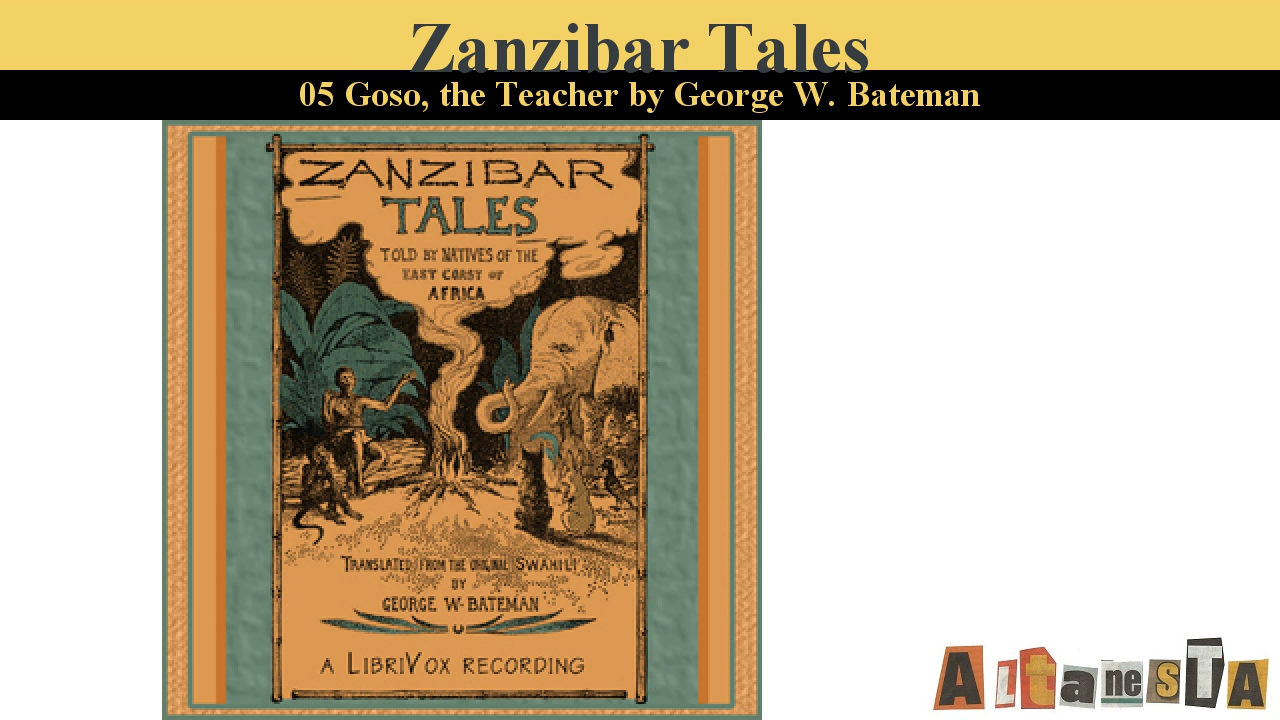 Zanzibar Tales
05 Goso, the Teacher by George W. Bateman
ZANZIBAR
TALES
TOLD BY NATIVES OF THE
EAST COAST OF
AFRICA
TRANSLATED FROM THE ORIGINAL SWAHILI
BY
GEORGE W. BATEMAN
A LIBRIVOX RECORDING
AltanesTA